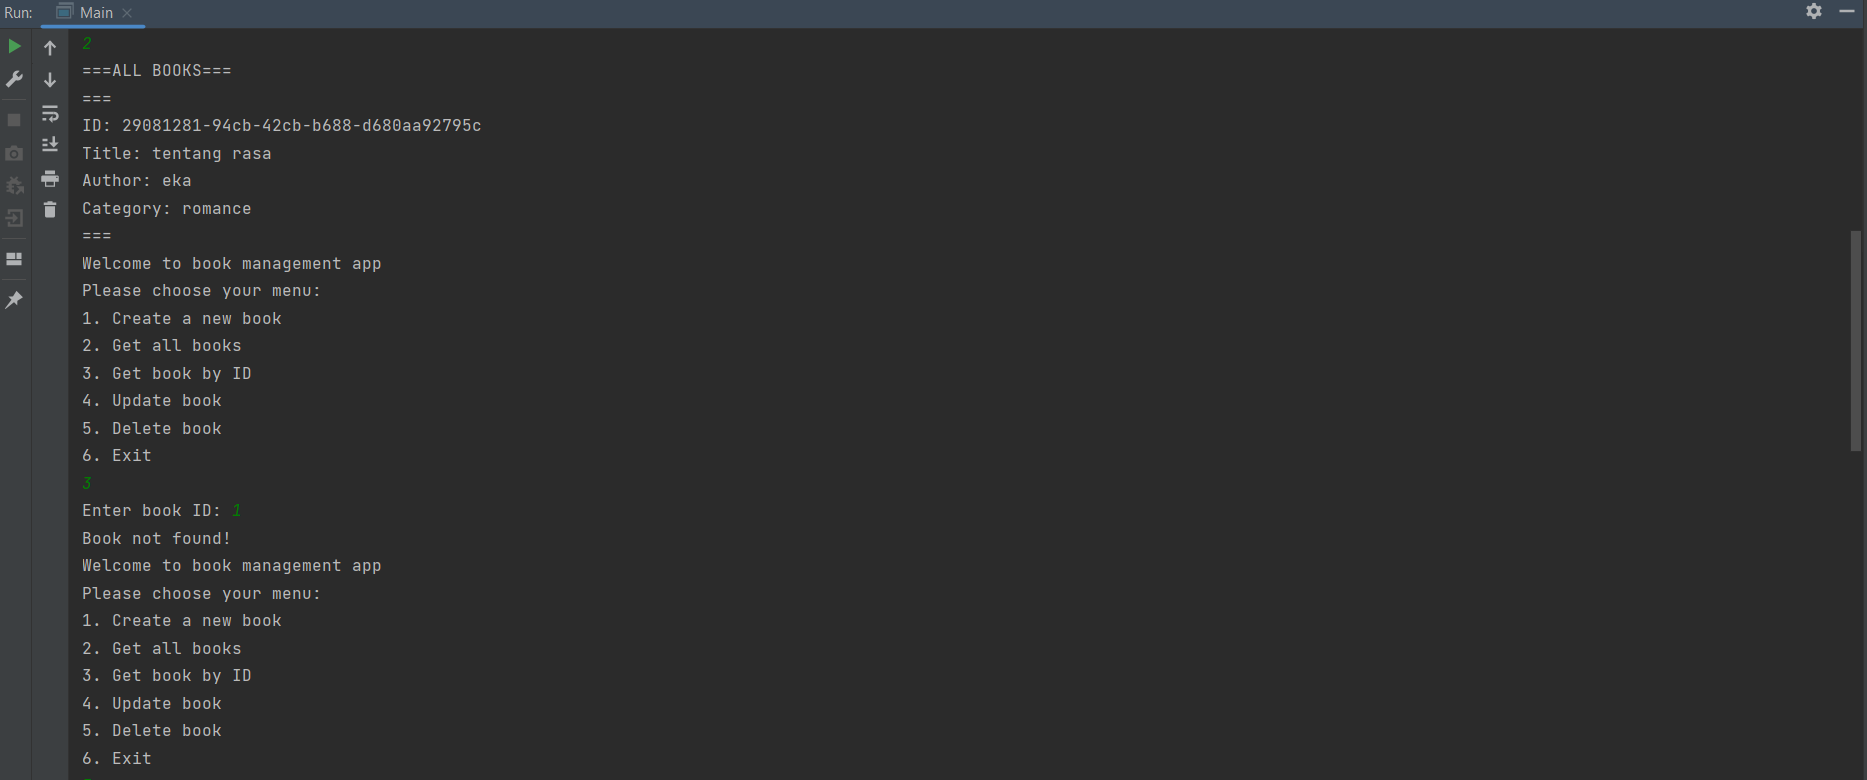 Run: Main
2
===ALL BOOKS===
===
ID: 29081281-94cb-42cb-b688-d680aa92795c
Title: tentang rasa
Author: eka
Category: romance
===
Welcome to book management app
Please choose your menu:
1. Create a new book
2. Get all books
3. Get book by ID
4. Update book
5. Delete book
6. Exit
3
Enter book ID: 1
Book not found!
Welcome to book management app
Please choose your menu:
1. Create a new book
2. Get all books
3. Get book by ID
4. Update book
5. Delete book
6. Exit